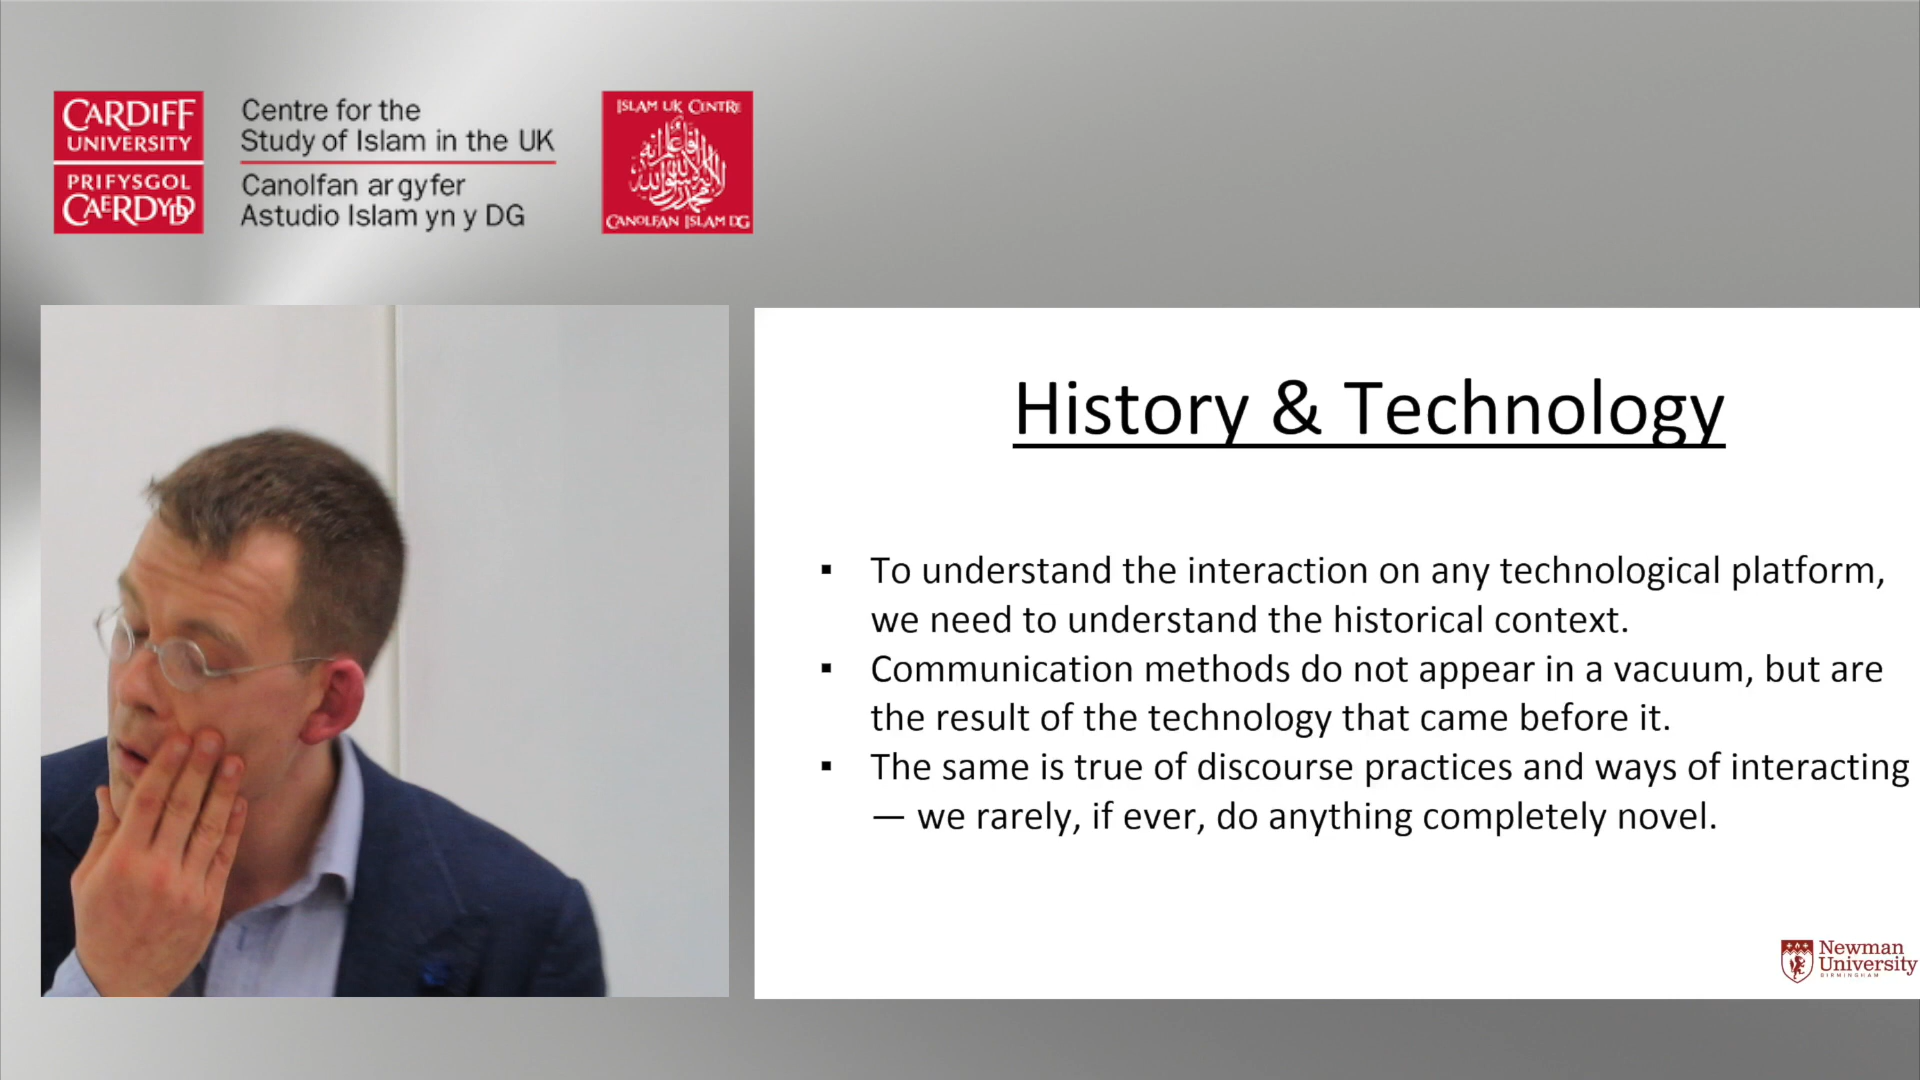 CARDIFF
UNIVERSITY
PRIFYSGOL
CAERDYDD
Centre for the
Study of Islam in the UK
Canolfan ar gyfer
Astudio Islam yn y DG
ISLAM UK CENTRE
CANOLFAN ISLAM DG
History & Technology
▪ To understand the interaction on any technological platform,
we need to understand the historical context.
▪ Communication methods do not appear in a vacuum, but are
the result of the technology that came before it.
▪ The same is true of discourse practices and ways of interacting
— we rarely, if ever, do anything completely novel.
Newman
University
BIRMINGHAM